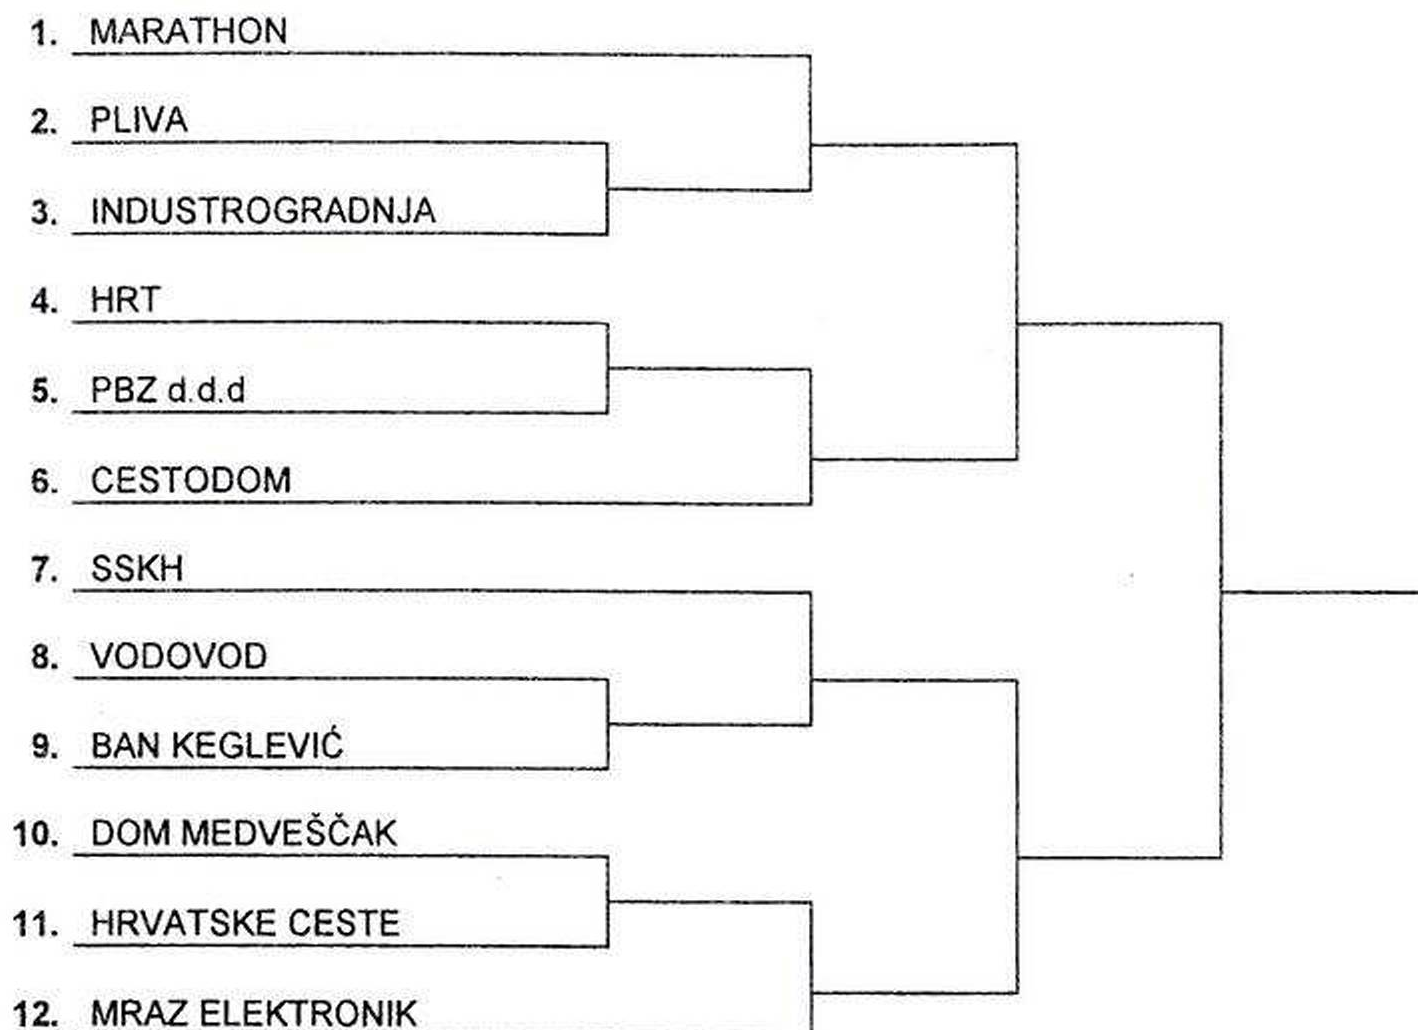 1. MARATHON
2. PLIVA
3. INDUSTROGRADNJA
4. HRT
5. PBZ d.d.d
6. CESTODOM
7. SSKH
8. VODOVOD
9. BAN KEGLEVIĆ
10. DOM MEDVEŠČAK
11. HRVATSKE CESTE
12. MRAZ ELEKTRONIK